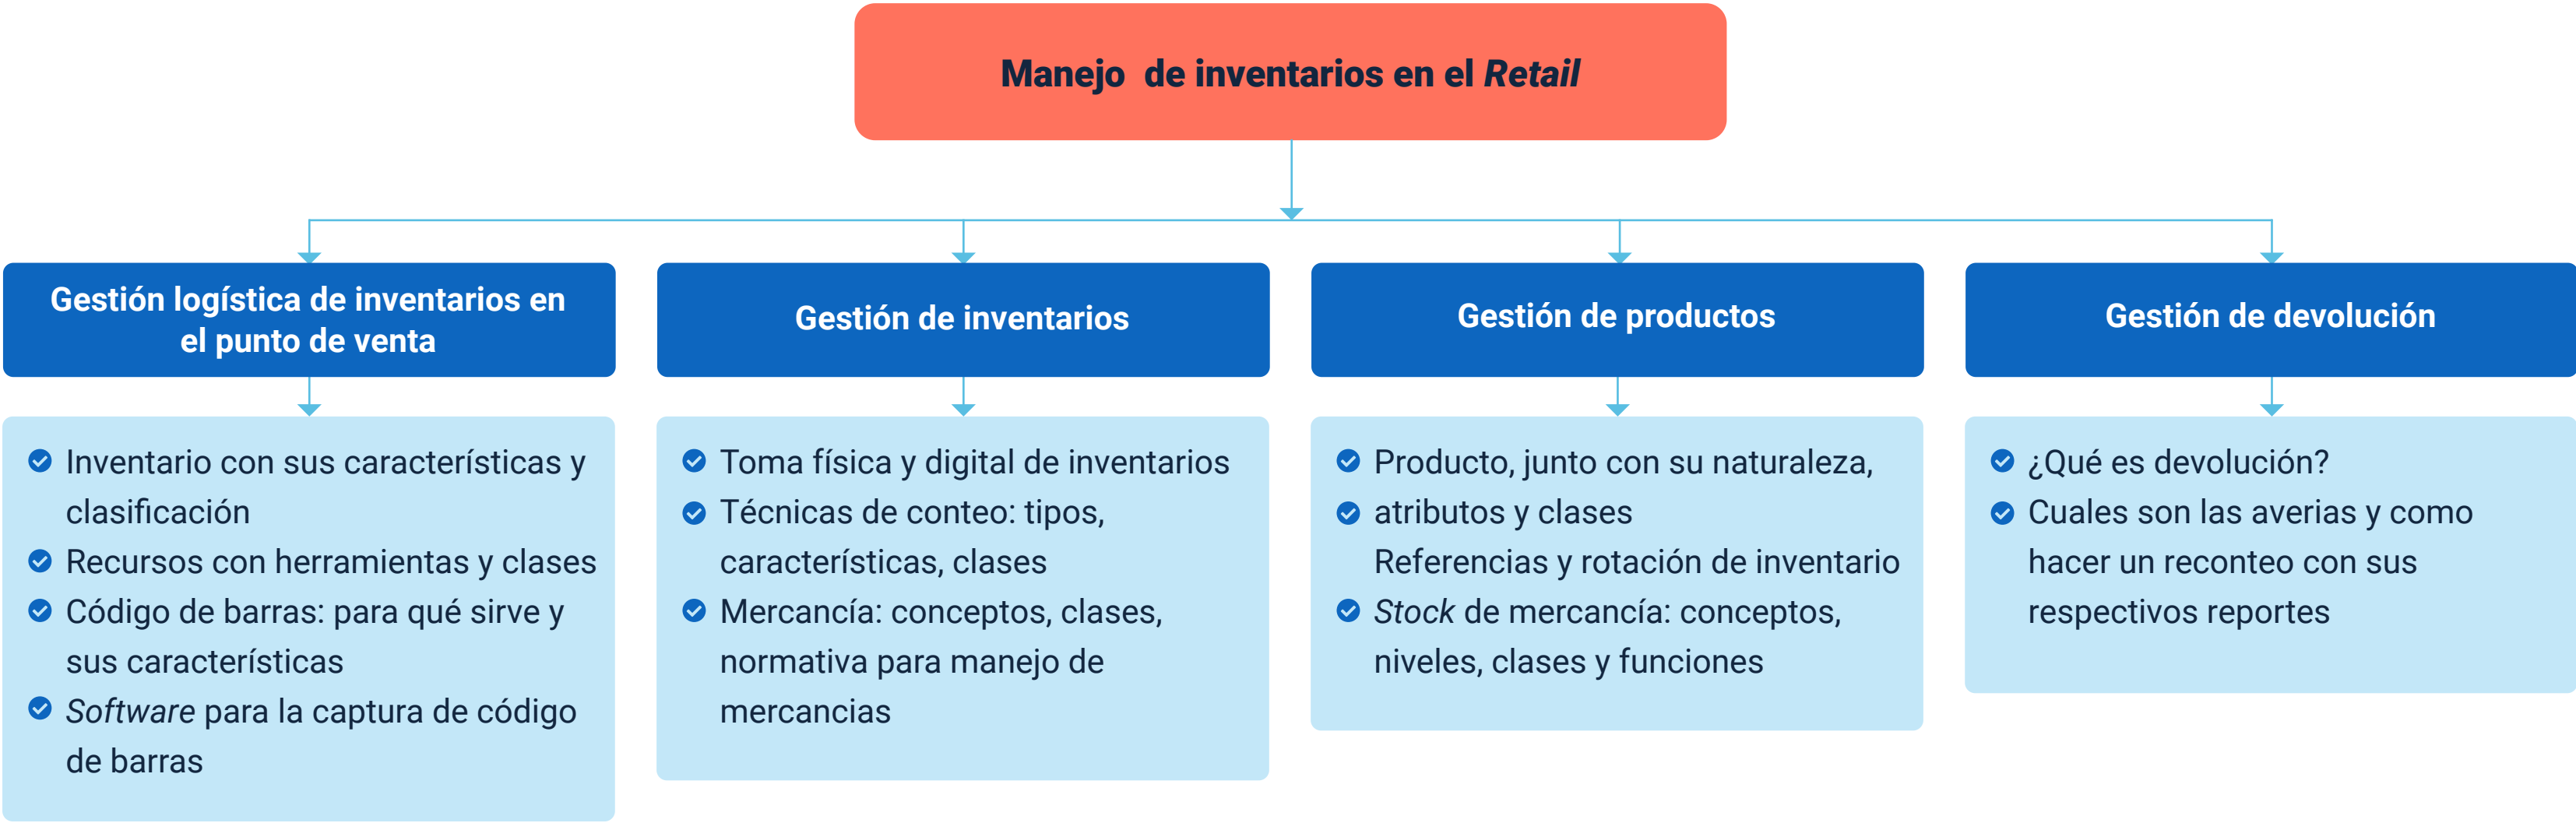 Manejo de inventarios en el Retail
Gestión logística de inventarios en
el punto de venta
Inventario con sus características y
clasificación
Recursos con herramientas y clases
Código de barras: para qué sirve y
sus características
Software para la captura de código
de barras
Gestión de inventarios
Toma física y digital de inventarios
Técnicas de conteo: tipos,
características, clases
Mercancía: conceptos, clases,
normativa para manejo de
mercancias
Gestión de productos
Producto, junto con su naturaleza,
atributos y clases
Referencias y rotación de inventario
Stock de mercancía: conceptos,
niveles, clases y funciones
Gestión de devolución
¿Qué es devolución?
Cuales son las averias y como
hacer un reconteo con sus
respectivos reportes